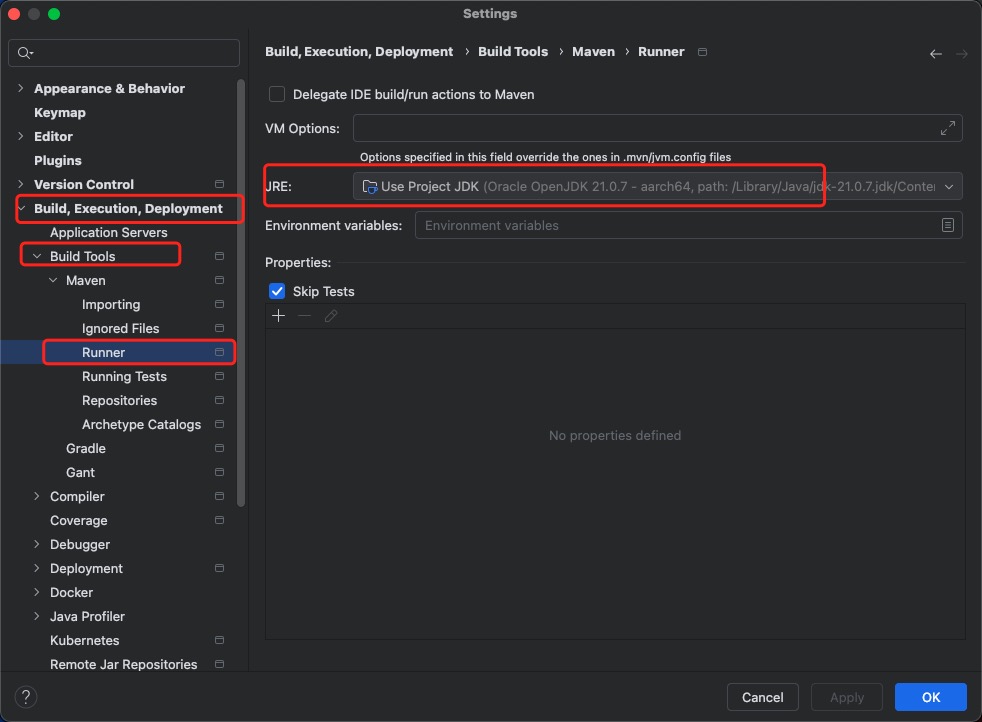 Settings
Build, Execution, Deployment › Build Tools › Maven › Runner
Appearance & Behavior
Keymap
Editor
Plugins
Version Control
Build, Execution, Deployment
Application Servers
Build Tools
Maven
Importing
Ignored Files
Runner
Running Tests
Repositories
Archetype Catalogs
Gradle
Gant
Compiler
Coverage
Debugger
Deployment
Docker
Java Profiler
Kubernetes
Remote Jar Repositories
Delegate IDE build/run actions to Maven
VM Options:
Options specified in this field override the ones in .mvn/jvm.config files
JRE: Use Project JDK (Oracle OpenJDK 21.0.7 - aarch64, path: /Library/Java/jdk-21.0.7.jdk/Conter
Environment variables: Environment variables
Properties:
Skip Tests
No properties defined
?
Cancel
Apply
OK